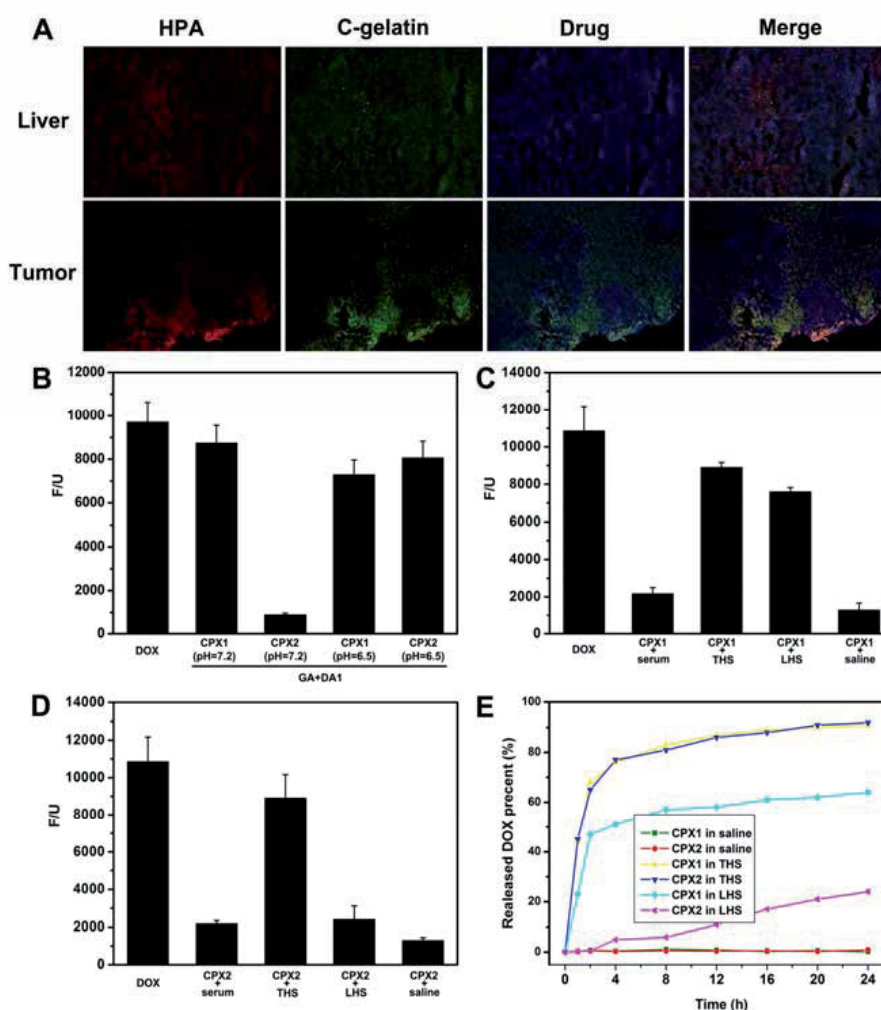 A
HPA C-gelatin Drug Merge
Liver
Tumor
B
12000
10000
8000
6000
4000
2000
0
F/U
DOX
CPX1
(pH=7.2)
CPX2
(pH=7.2)
CPX1
(pH=6.5)
CPX2
(pH=6.5)
GA+DA1
C
14000
12000
10000
8000
6000
4000
2000
0
F/U
DOX
CPX1
+
serum
CPX1
+
THS
CPX1
+
LHS
CPX1
+
saline
D
14000
12000
10000
8000
6000
4000
2000
0
F/U
DOX
CPX2
+
serum
CPX2
+
THS
CPX2
+
LHS
CPX2
+
saline
E
100
80
60
40
20
0
Realeased DOX precent (%)
CPX1 in saline
CPX2 in saline
CPX1 in THS
CPX2 in THS
CPX1 in LHS
CPX2 in LHS
0 4 8 12 16 20 24
Time (h)